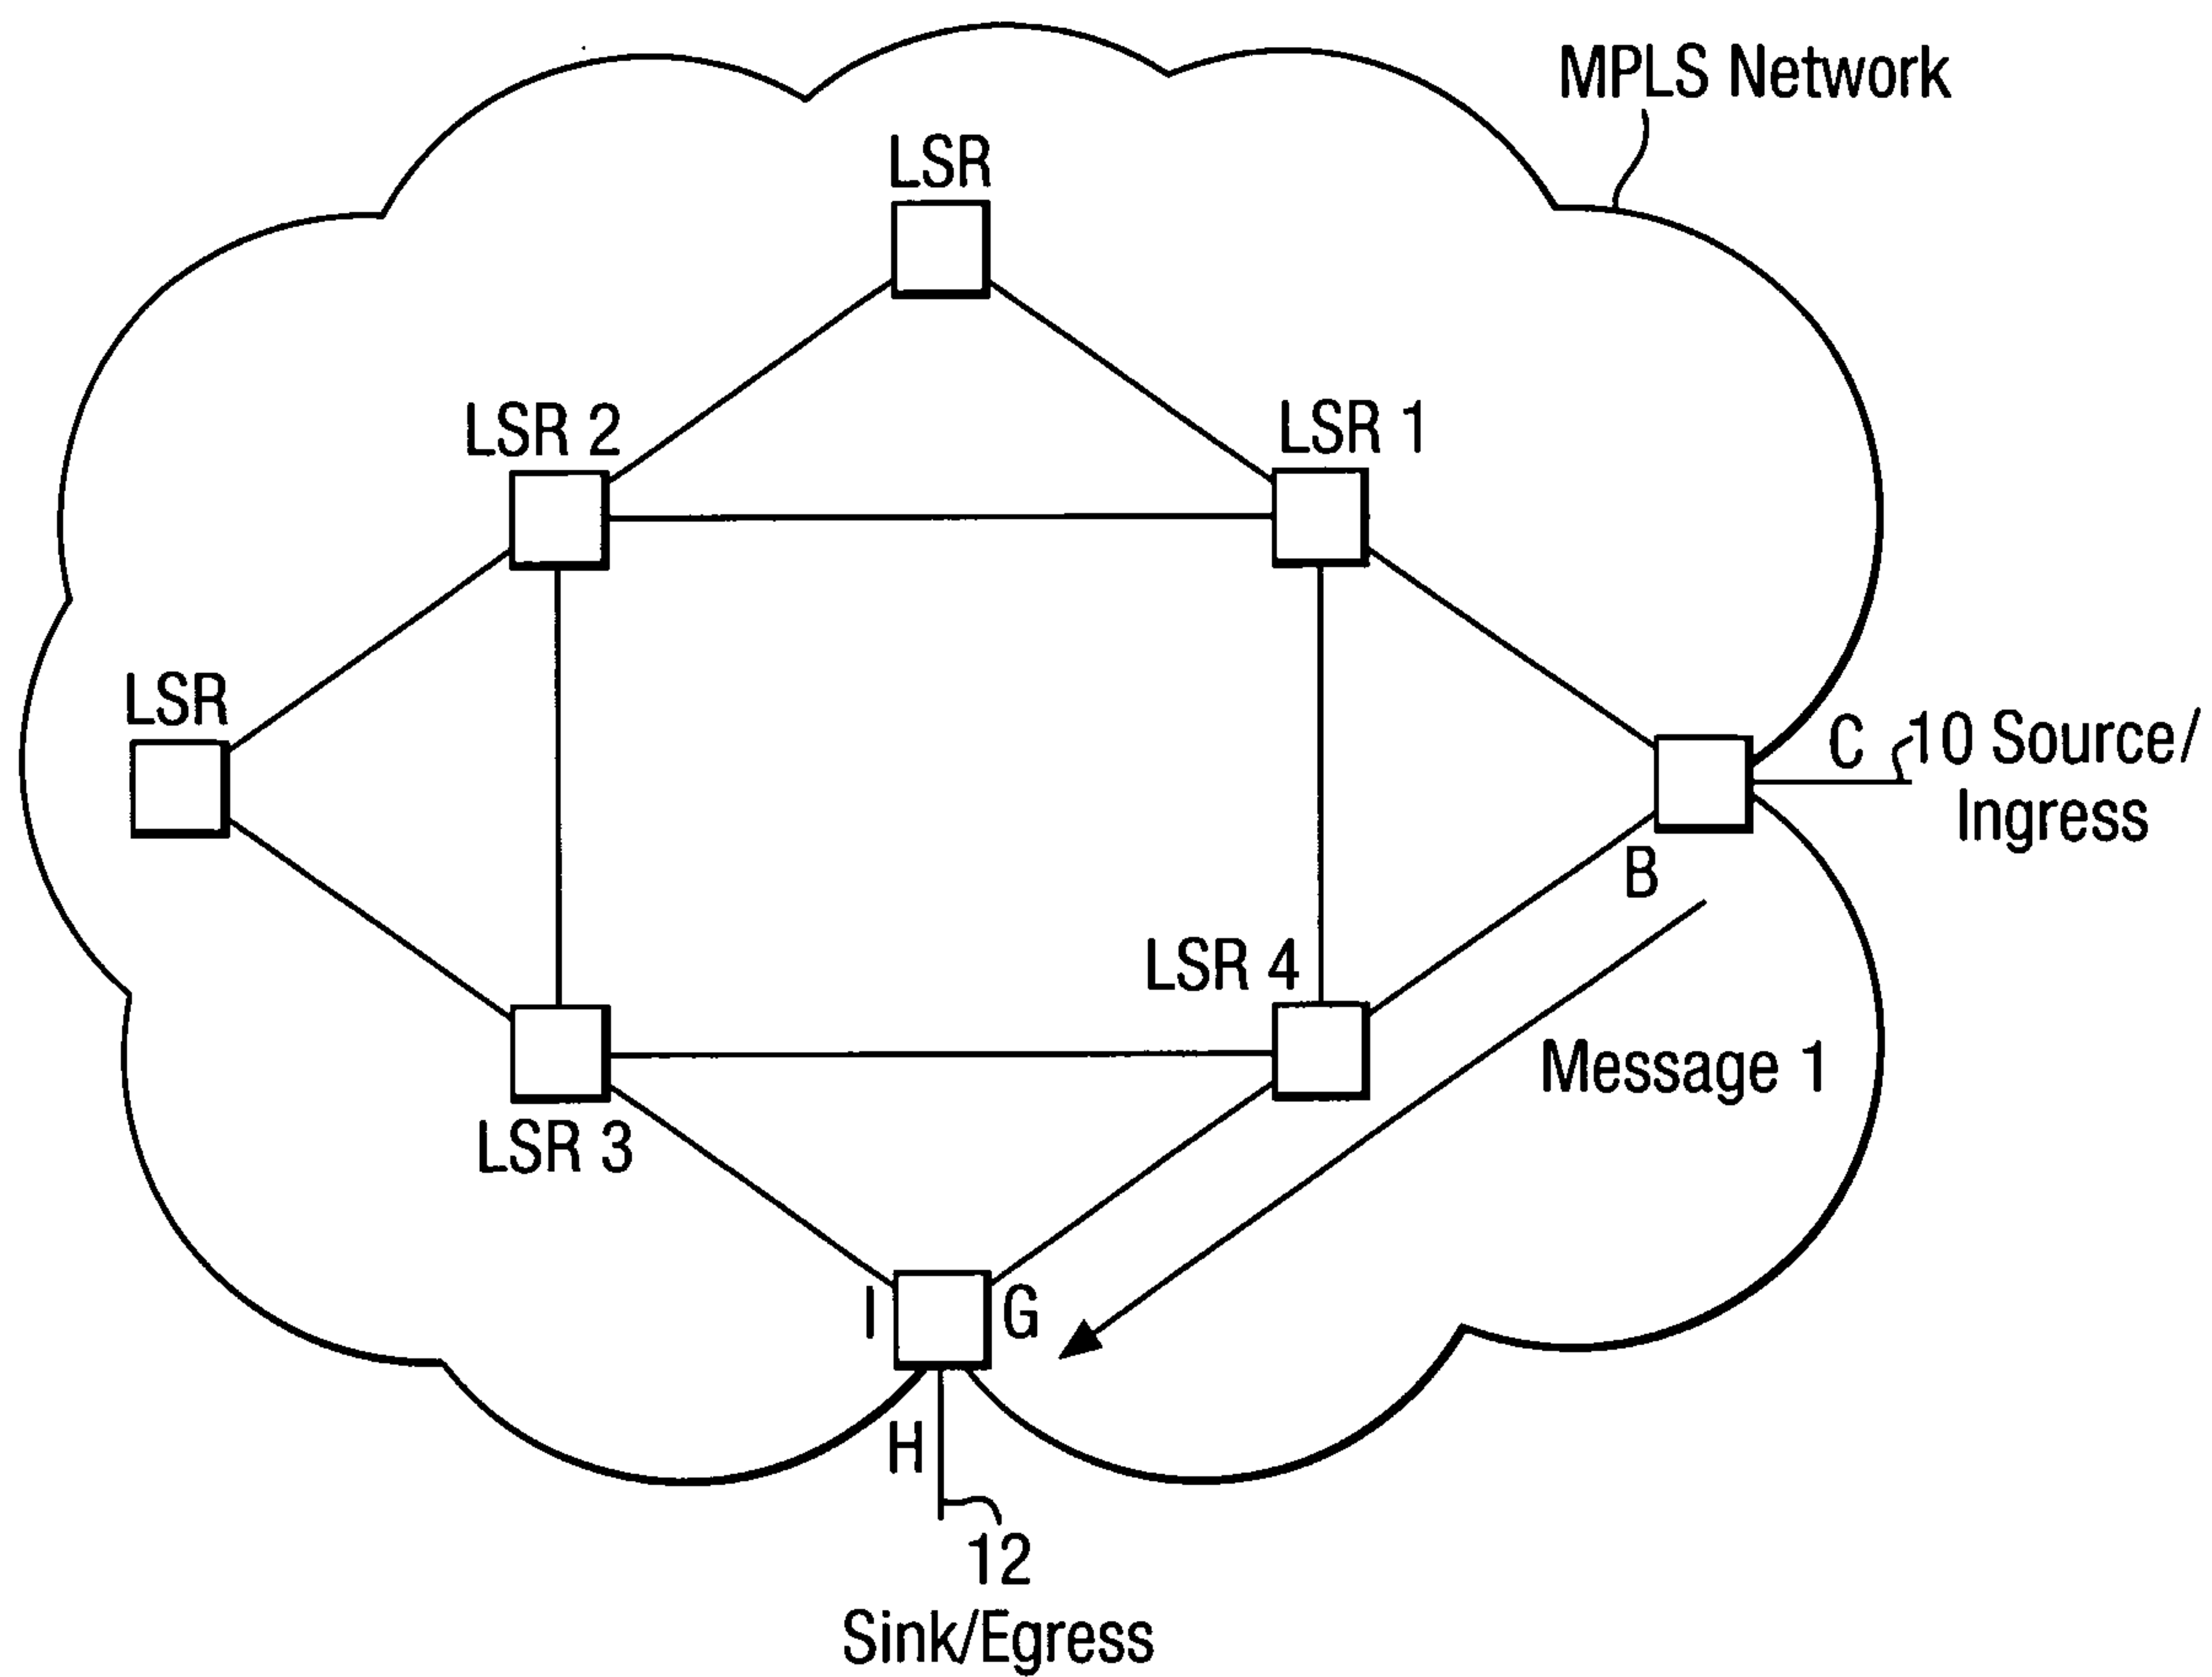 MPLS Network
LSR
LSR 2
LSR 1
LSR
C
10 Source/
Ingress
B
LSR 4
Message 1
LSR 3
I
G
H
12
Sink/Egress